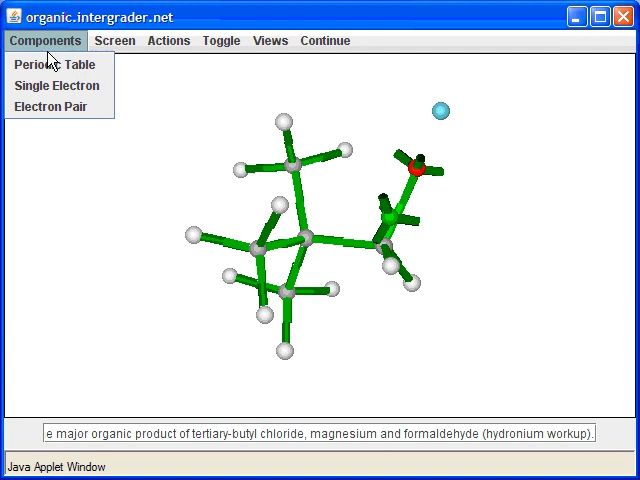 organic.intergrader.net
Components Screen Actions Toggle Views Continue
Periodic Table
Single Electron
Electron Pair
e major organic product of tertiary-butyl chloride, magnesium and formaldehyde (hydronium workup).
Java Applet Window